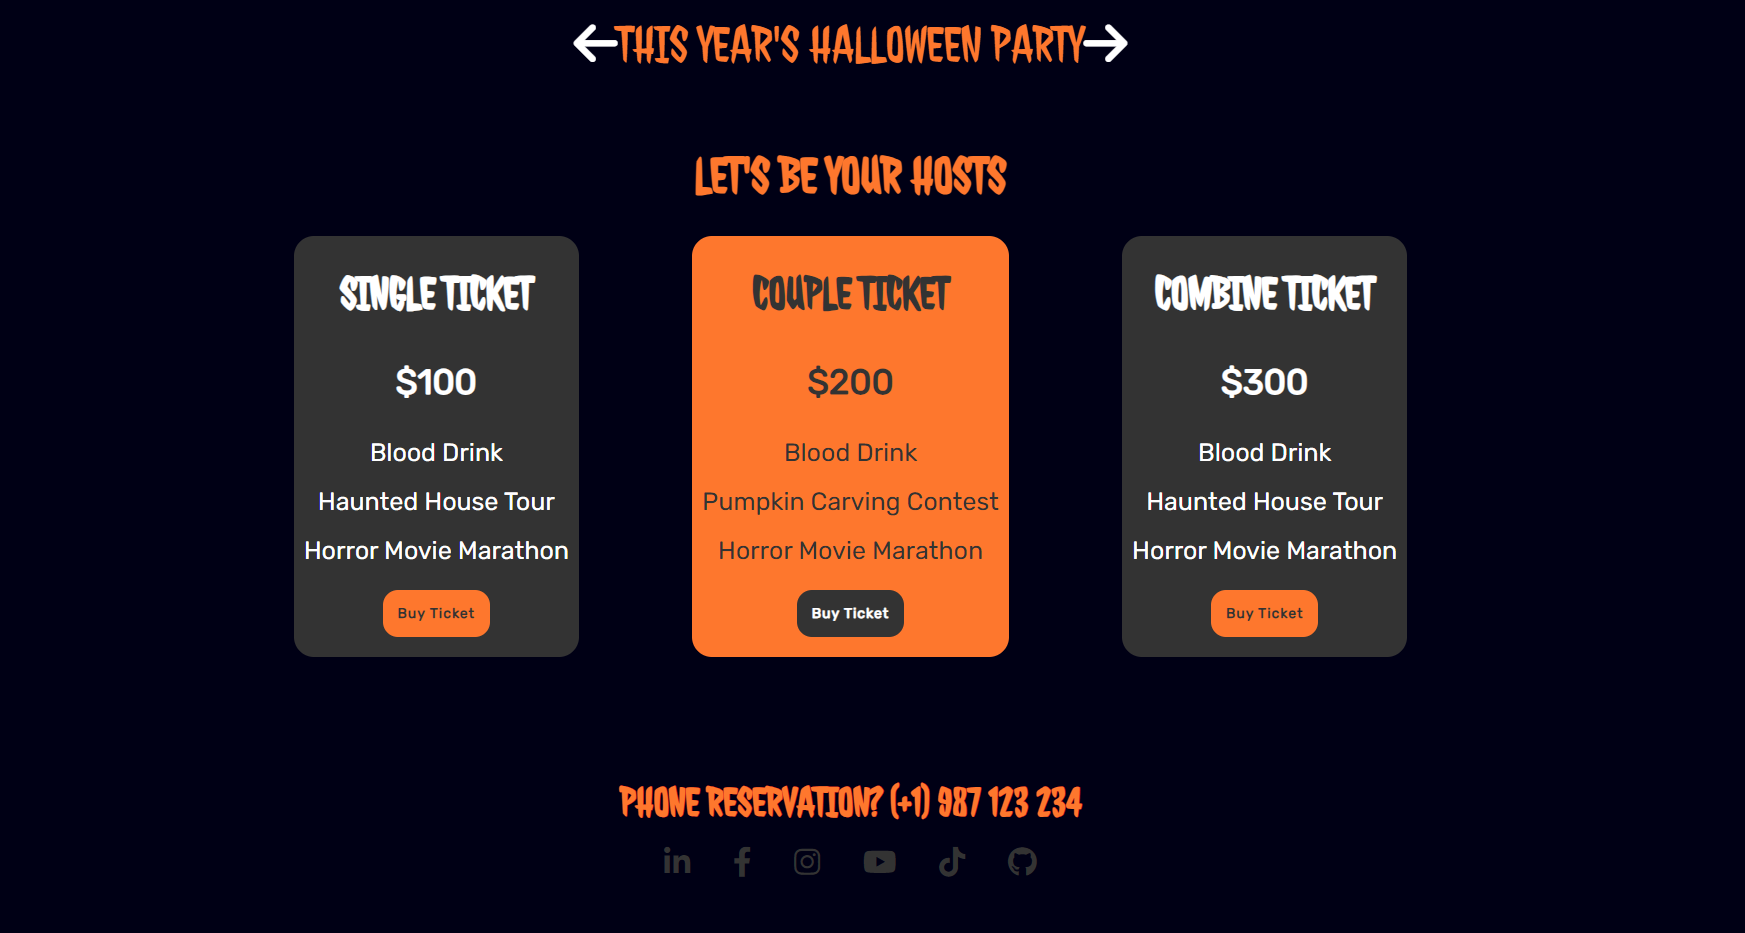 THIS YEAR'S HALLOWEEN PARTY
LET'S BE YOUR HOSTS
SINGLE TICKET
$100
Blood Drink
Haunted House Tour
Horror Movie Marathon
Buy Ticket
COUPLE TICKET
$200
Blood Drink
Pumpkin Carving Contest
Horror Movie Marathon
Buy Ticket
COMBINE TICKET
$300
Blood Drink
Haunted House Tour
Horror Movie Marathon
Buy Ticket
PHONE RESERVATION? (+1) 987 123 234